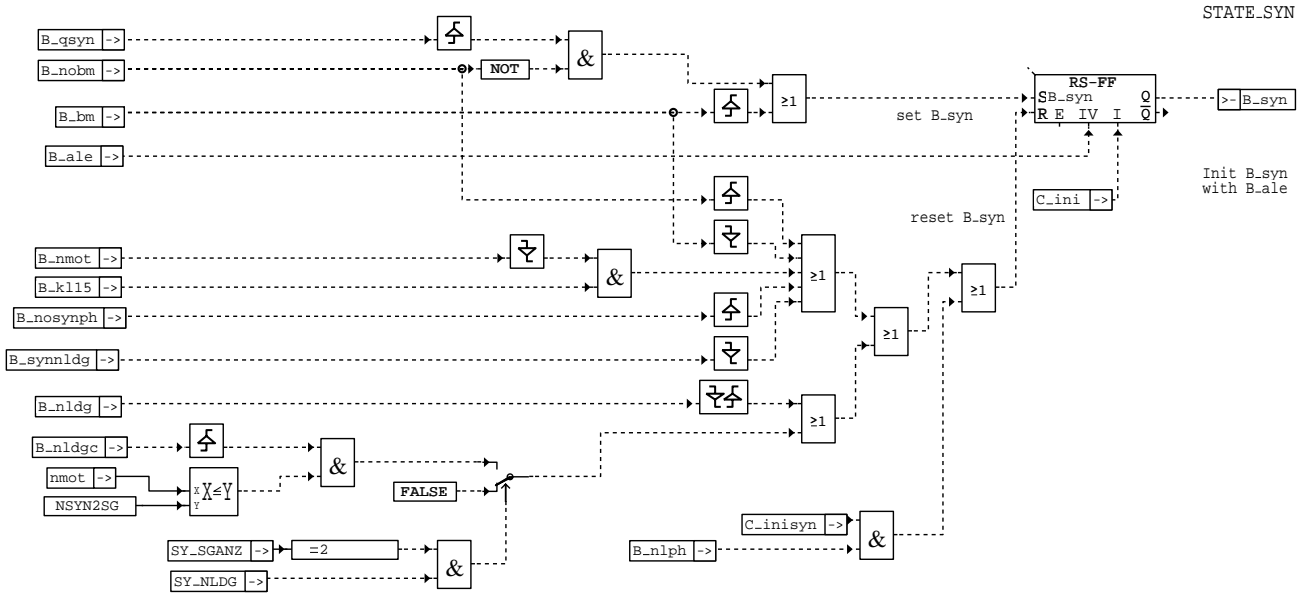 STATE_SYN
B_qsyn ->
&
B_nobm ->
NOT
RS-FF
≥1
S B_syn Q
>- B_syn
B_bm ->
set B_syn
R E IV I Q̅
B_ale ->
Init B_syn
with B_ale
C_ini ->
reset B_syn
B_nmot ->
&
≥1
B_kl15 ->
≥1
B_nosynph ->
≥1
B_synnldg ->
B_nldg ->
≥1
B_nldgc ->
&
nmot ->
X X≤Y
Y
FALSE
NSYN2SG
C_inisyn ->
&
SY_SGANZ ->
=2
B_nlph ->
&
SY_NLDG ->